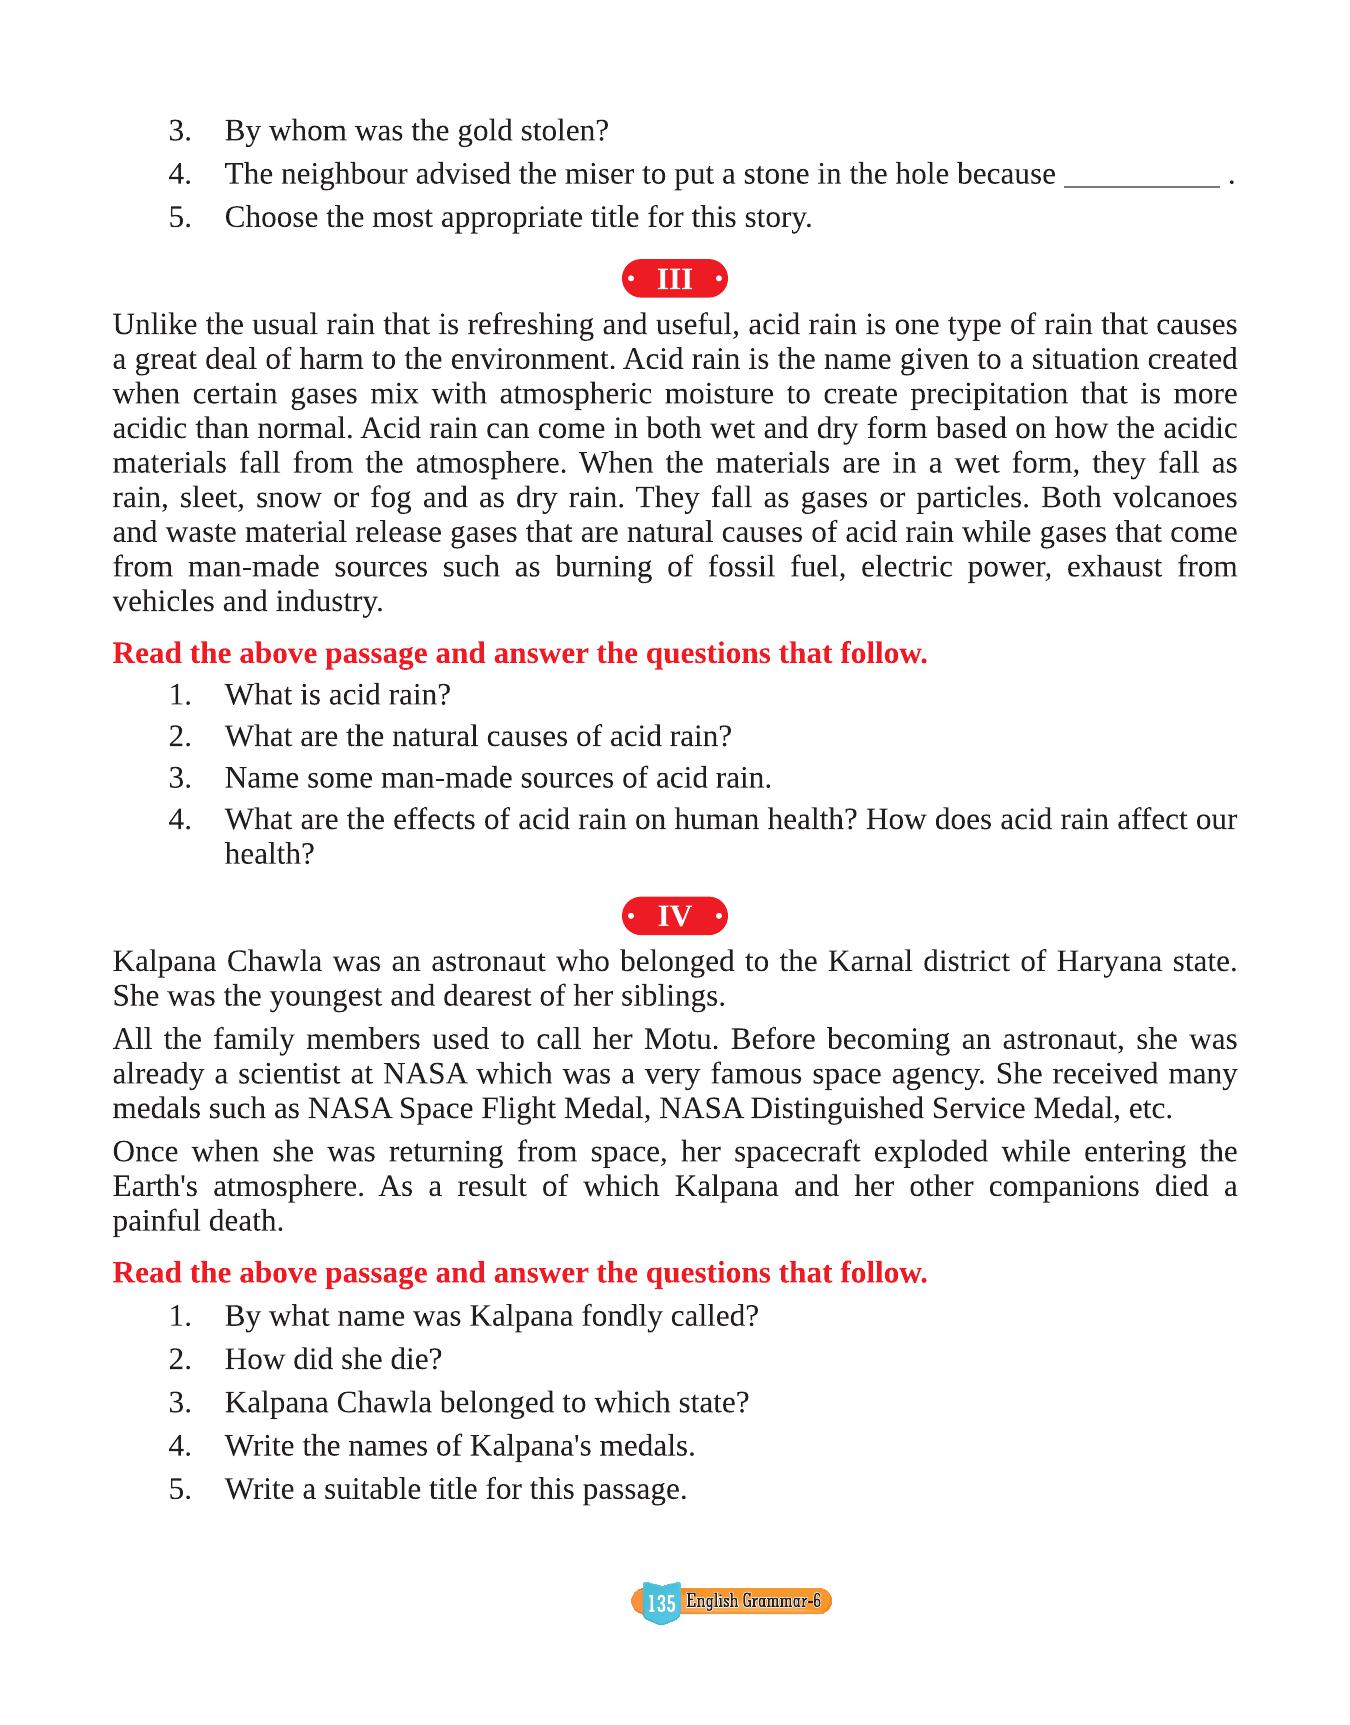 3. By whom was the gold stolen?
4. The neighbour advised the miser to put a stone in the hole because __________ .
5. Choose the most appropriate title for this story.
III
Unlike the usual rain that is refreshing and useful, acid rain is one type of rain that causes
a great deal of harm to the environment. Acid rain is the name given to a situation created
when certain gases mix with atmospheric moisture to create precipitation that is more
acidic than normal. Acid rain can come in both wet and dry form based on how the acidic
materials fall from the atmosphere. When the materials are in a wet form, they fall as
rain, sleet, snow or fog and as dry rain. They fall as gases or particles. Both volcanoes
and waste material release gases that are natural causes of acid rain while gases that come
from man-made sources such as burning of fossil fuel, electric power, exhaust from
vehicles and industry.
Read the above passage and answer the questions that follow.
1. What is acid rain?
2. What are the natural causes of acid rain?
3. Name some man-made sources of acid rain.
4. What are the effects of acid rain on human health? How does acid rain affect our
health?
IV
Kalpana Chawla was an astronaut who belonged to the Karnal district of Haryana state.
She was the youngest and dearest of her siblings.
All the family members used to call her Motu. Before becoming an astronaut, she was
already a scientist at NASA which was a very famous space agency. She received many
medals such as NASA Space Flight Medal, NASA Distinguished Service Medal, etc.
Once when she was returning from space, her spacecraft exploded while entering the
Earth's atmosphere. As a result of which Kalpana and her other companions died a
painful death.
Read the above passage and answer the questions that follow.
1. By what name was Kalpana fondly called?
2. How did she die?
3. Kalpana Chawla belonged to which state?
4. Write the names of Kalpana's medals.
5. Write a suitable title for this passage.
135 English Grammar-6